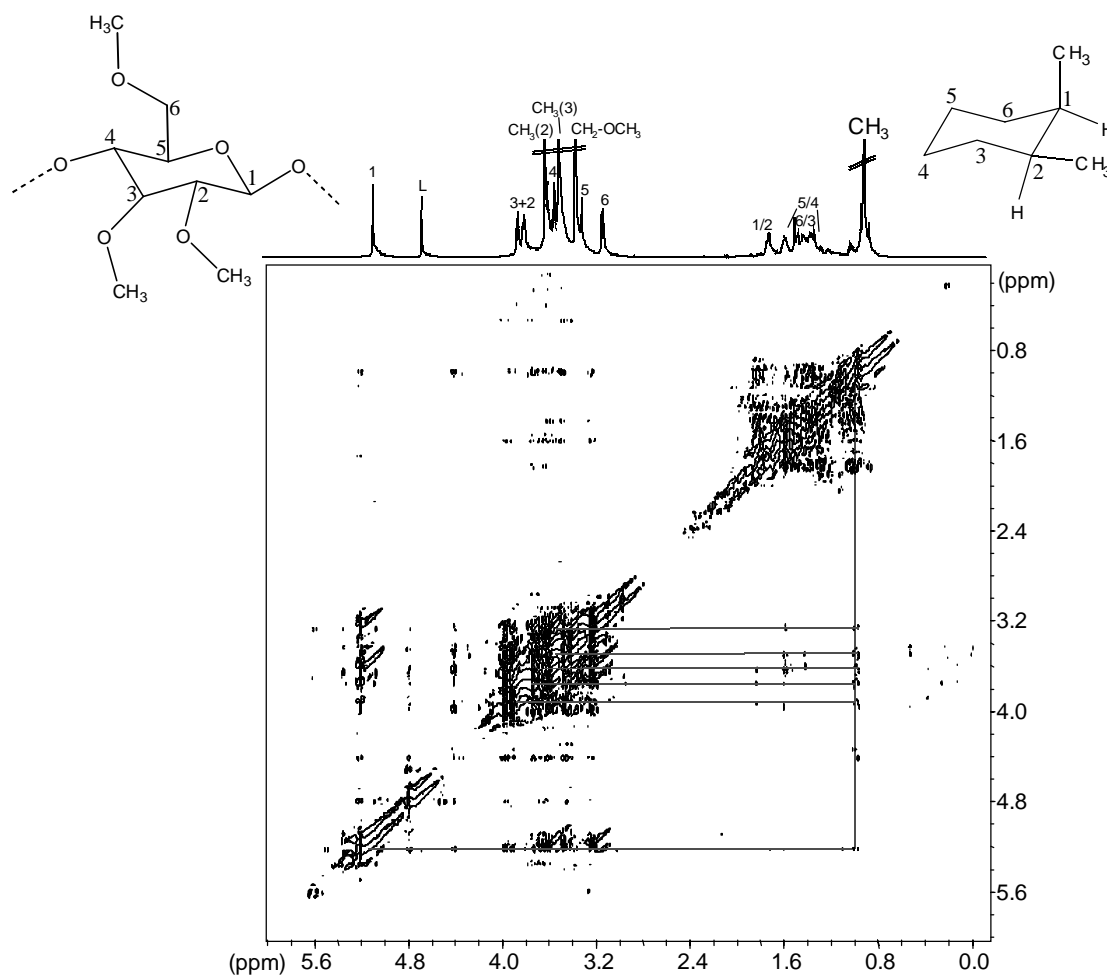 H₃C
O
6
4
5
O
O
O
1
3
2
O
O
CH₃
CH₃
1
L
3+2
CH₃(2)
4
CH₃(3)
CH₂-OCH₃
5
6
1/2
5/4
6/3
CH₃
CH₃
5
6
1
H
3
4
2
CH₃
H
(ppm)
0.8
1.6
2.4
3.2
4.0
4.8
5.6
(ppm) 5.6 4.8 4.0 3.2 2.4 1.6 0.8 0.0